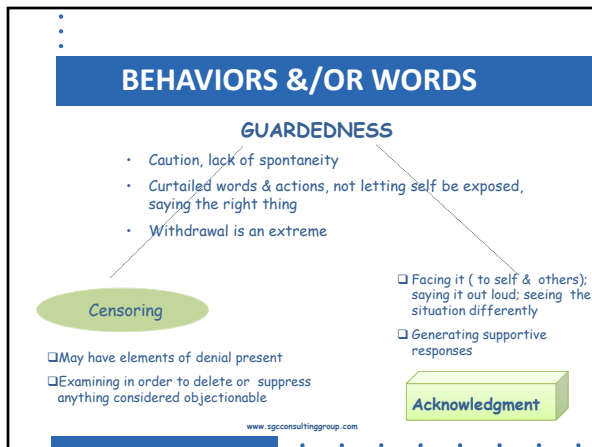 BEHAVIORS &/OR WORDS
GUARDEDNESS
• Caution, lack of spontaneity
• Curtailed words & actions, not letting self be exposed,
saying the right thing
• Withdrawal is an extreme
Censoring
❑May have elements of denial present
❑Examining in order to delete or suppress
anything considered objectionable
❑ Facing it ( to self & others);
saying it out loud; seeing the
situation differently
❑ Generating supportive
responses
Acknowledgment
www.sgcconsultinggroup.com